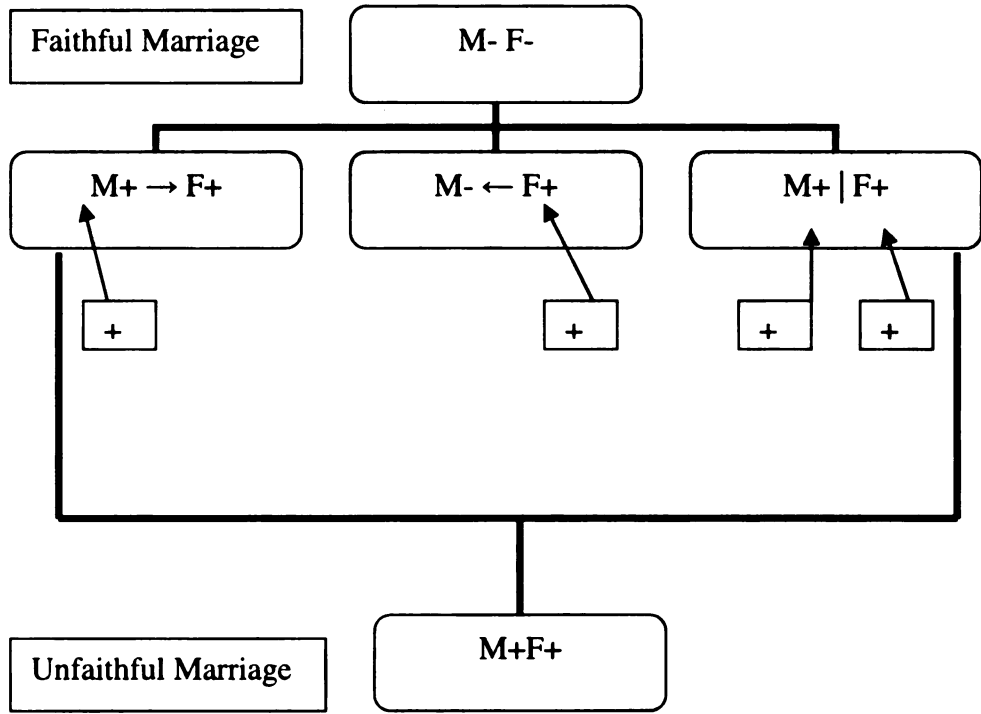 Faithful Marriage
M- F-
M+ → F+
M- ← F+
M+ | F+
+
+
+
+
M+F+
Unfaithful Marriage